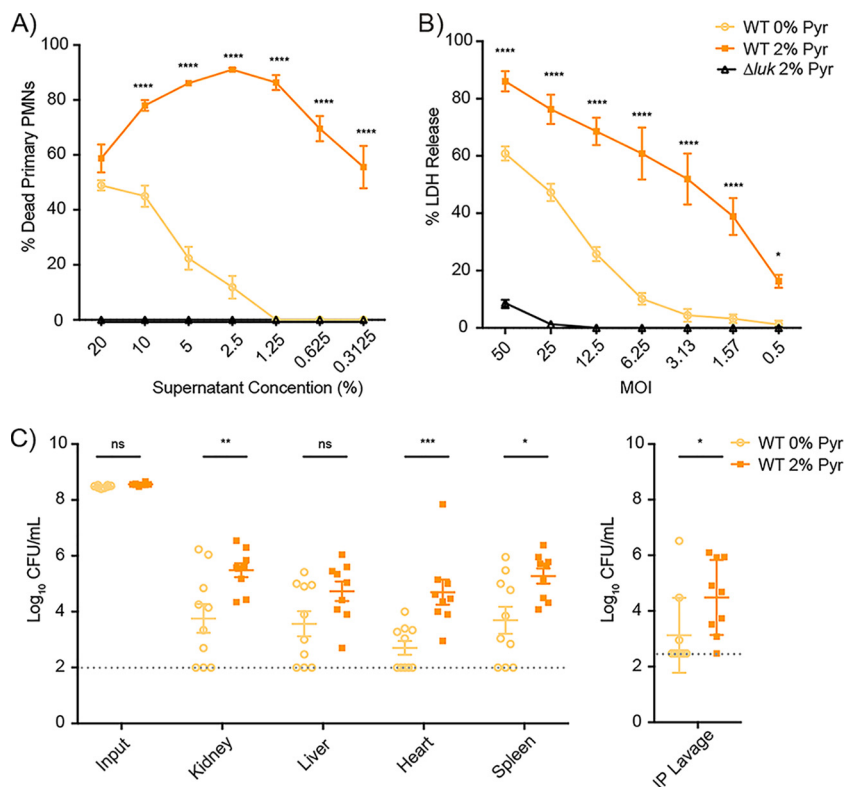 A)
% Dead Primary PMNs
100
80
60
40
20
0
**** **** **** **** **** ****
20 10 5 2.5 1.25 0.625 0.3125
Supernatant Concention (%)
B)
% LDH Release
100
80
60
40
20
0
**** **** **** **** **** **** *
50 25 12.5 6.25 3.13 1.57 0.5
MOI
WT 0% Pyr
WT 2% Pyr
Δluk 2% Pyr
C)
Log10 CFU/mL
10
8
6
4
2
0
ns ** ns *** *
Input Kidney Liver Heart Spleen
10
8
6
4
2
0
Log10 CFU/mL
*
IP Lavage
WT 0% Pyr
WT 2% Pyr